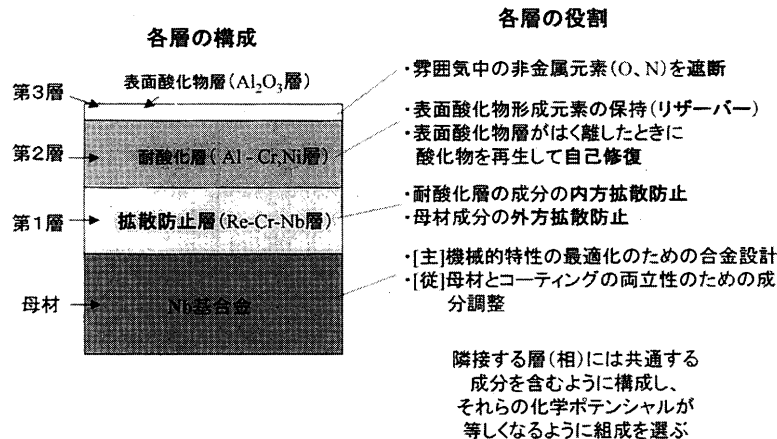 各層の構成
各層の役割
表面酸化物層(Al2O3層)
第3層
第2層
耐酸化層( Al - Cr,Ni層)
第1層
拡散防止層(Re-Cr-Nb層)
母材
Nb基合金
・雰囲気中の非金属元素(O、N)を遮断
・表面酸化物形成元素の保持(リザーバー)
・表面酸化物層がはく離したときに
酸化物を再生して自己修復
・耐酸化層の成分の内方拡散防止
・母材成分の外方拡散防止
・[主]機械的特性の最適化のための合金設計
・[従]母材とコーティングの両立性のための成
分調整
隣接する層(相)には共通する
成分を含むように構成し、
それらの化学ポテンシャルが
等しくなるように組成を選ぶ